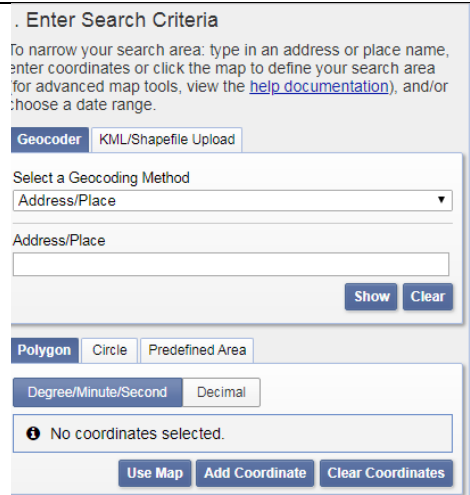 . Enter Search Criteria
To narrow your search area: type in an address or place name,
enter coordinates or click the map to define your search area
(for advanced map tools, view the help documentation), and/or
choose a date range.
Geocoder KML/Shapefile Upload
Select a Geocoding Method
Address/Place
Address/Place
Show Clear
Polygon Circle Predefined Area
Degree/Minute/Second Decimal
No coordinates selected.
Use Map Add Coordinate Clear Coordinates